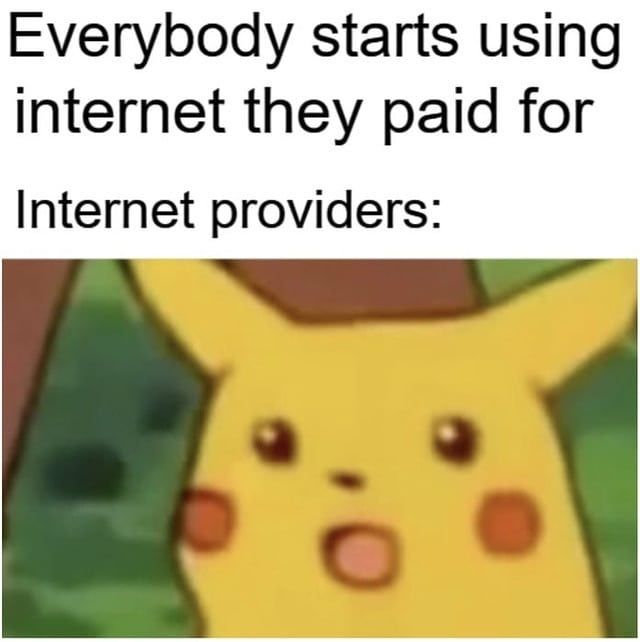 Everybody starts using
internet they paid for
Internet providers: